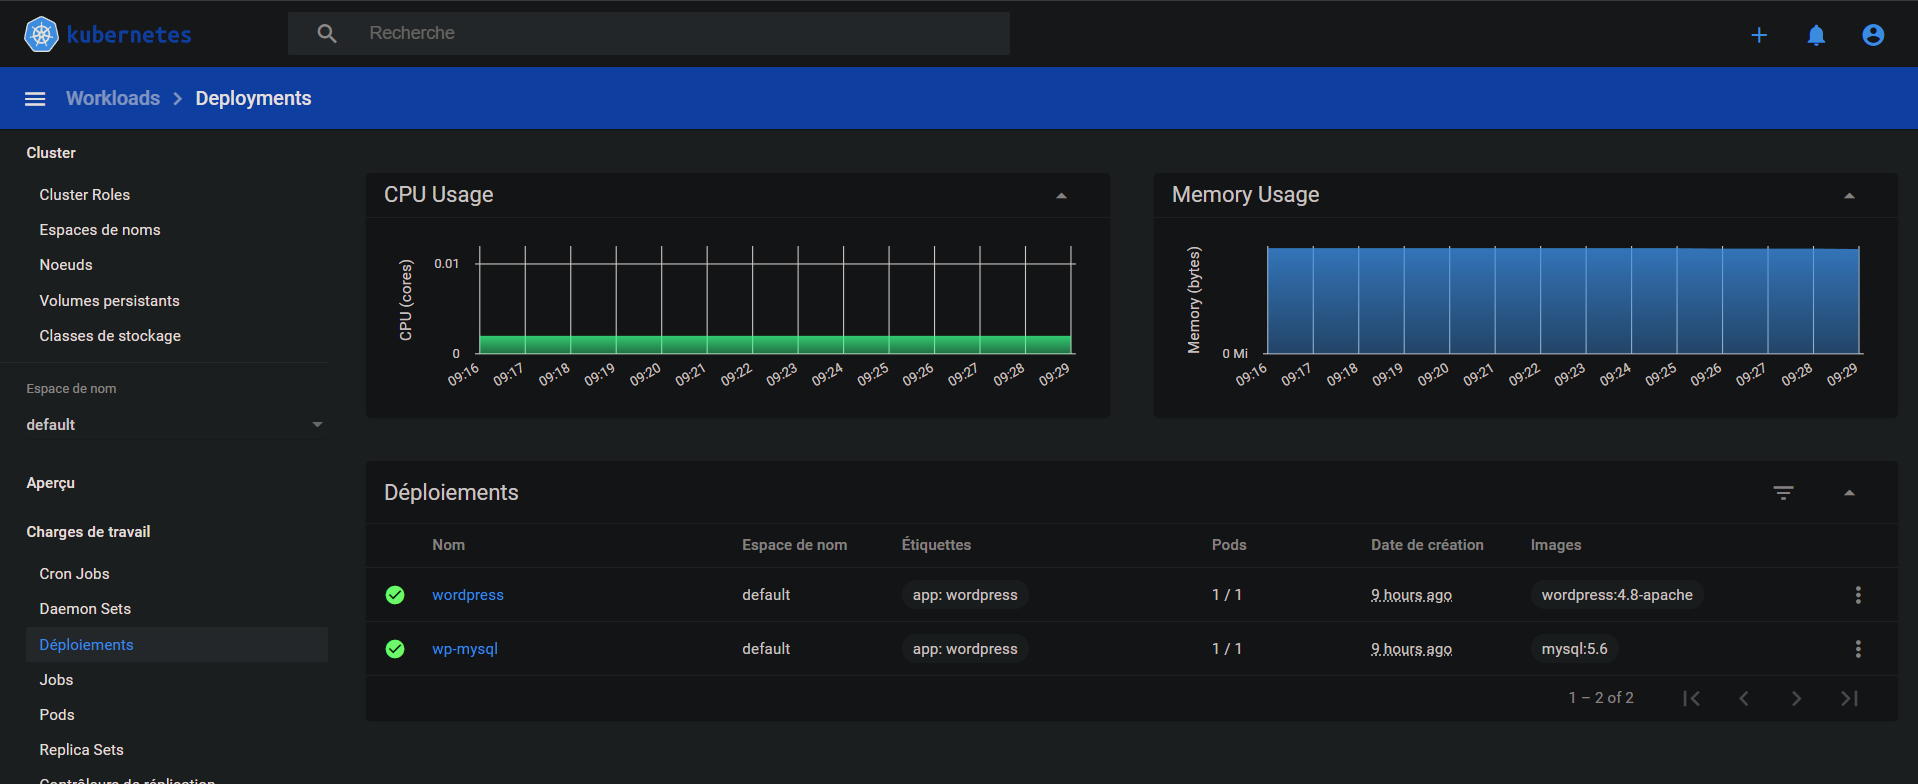 kubernetes
Recherche
Workloads > Deployments
Cluster
Cluster Roles
Espaces de noms
Noeuds
Volumes persistants
Classes de stockage
Espace de nom
default
Aperçu
Charges de travail
Cron Jobs
Daemon Sets
Déploiements
Jobs
Pods
Replica Sets
Contrôleurs de réplication
CPU Usage
CPU (cores)
0.01
0
09:16 09:17 09:18 09:19 09:20 09:21 09:22 09:23 09:24 09:25 09:26 09:27 09:28 09:29
Memory Usage
Memory (bytes)
0 Mi
09:16 09:17 09:18 09:19 09:20 09:21 09:22 09:23 09:24 09:25 09:26 09:27 09:28 09:29
Déploiements
Nom Espace de nom Étiquettes Pods Date de création Images
wordpress default app: wordpress 1 / 1 9 hours ago wordpress:4.8-apache
wp-mysql default app: wordpress 1 / 1 9 hours ago mysql:5.6
1 – 2 of 2